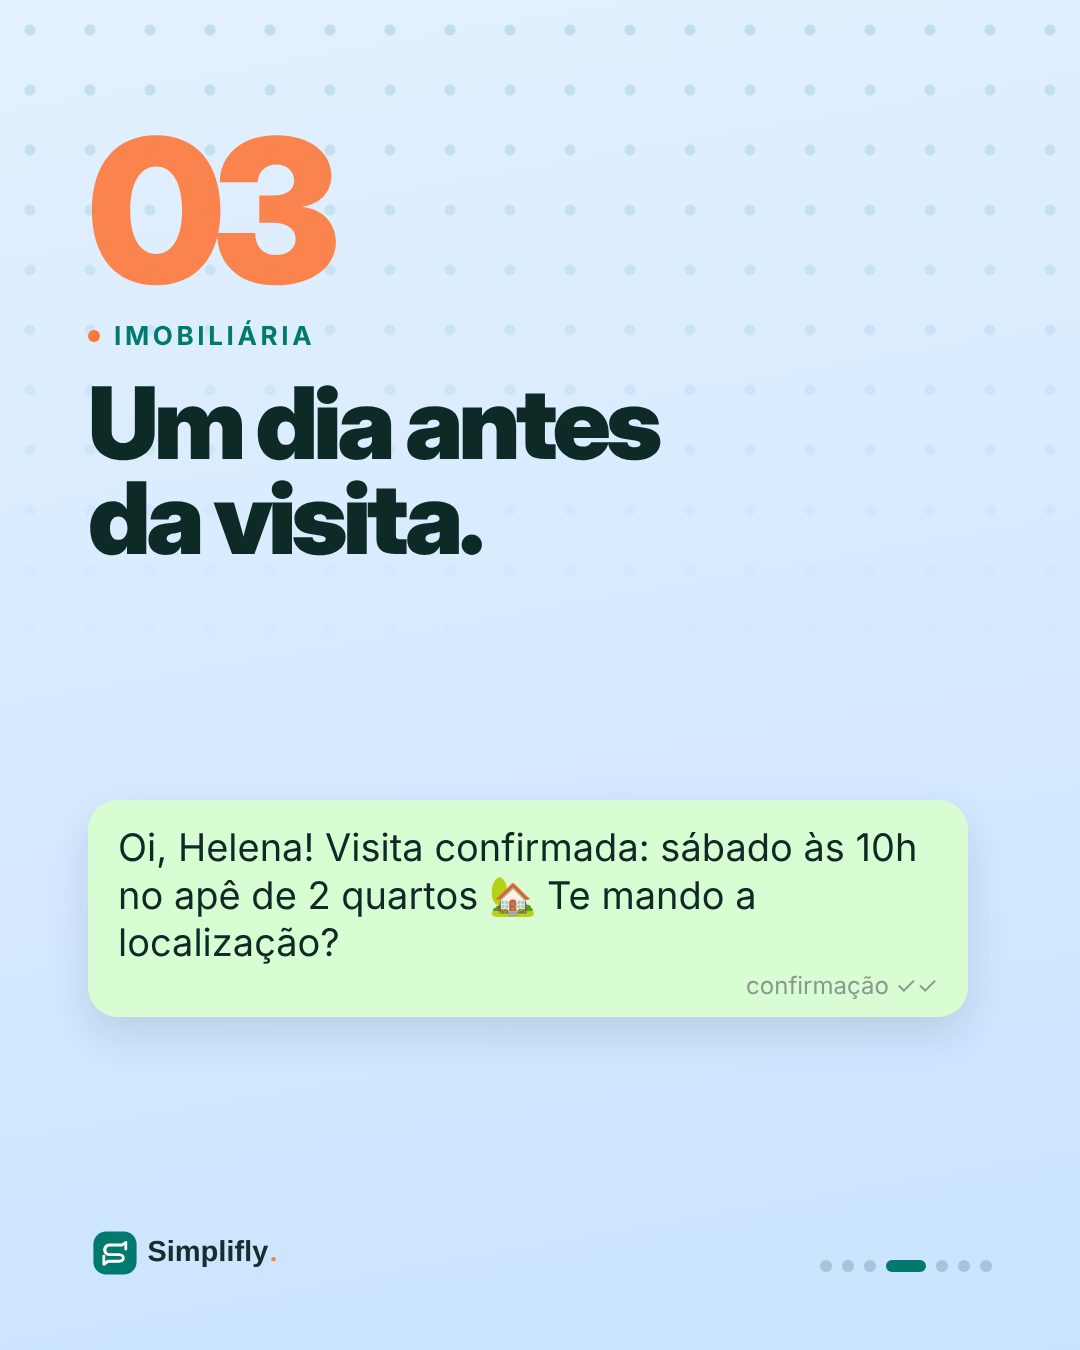 03
IMOBILIÁRIA
Um dia antes
da visita.
Oi, Helena! Visita confirmada: sábado às 10h
no apê de 2 quartos 🏡 Te mando a
localização?
confirmação ✓✓
Simplifly.